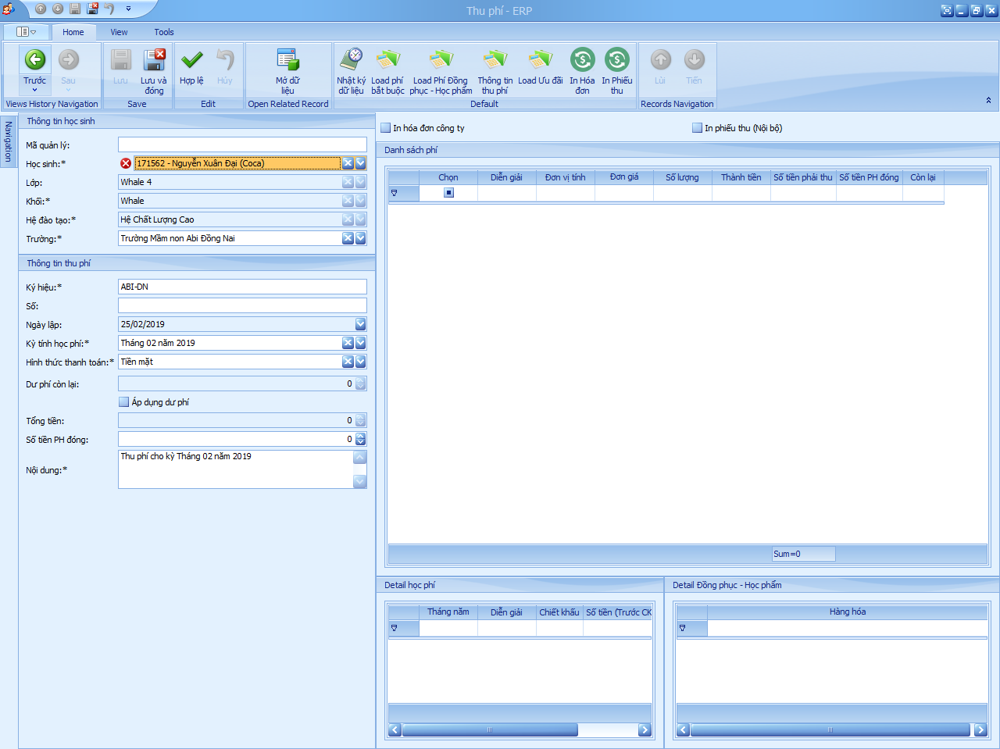 Thu phí - ERP
Home View Tools
Trước Sau Lưu Lưu và đóng Hợp lệ Hủy Mở dữ liệu Nhật ký dữ liệu Load phí bắt buộc Load Phí Đồng phục - Học phẩm Thông tin thu phí Load Ưu đãi In Hóa đơn In Phiếu thu Lùi Tiến
Views History Navigation Save Edit Open Related Record Default Records Navigation
Navigation
Thông tin học sinh
Mã quản lý:
Học sinh:* 171562 - Nguyễn Xuân Đại (Coca)
Lớp: Whale 4
Khối:* Whale
Hệ đào tạo:* Hệ Chất Lượng Cao
Trường:* Trường Mầm non Abi Đồng Nai
Thông tin thu phí
Ký hiệu:* ABI-DN
Số:
Ngày lập: 25/02/2019
Kỳ tính học phí:* Tháng 02 năm 2019
Hình thức thanh toán:* Tiền mặt
Dư phí còn lại: 0
Áp dụng dư phí
Tổng tiền: 0
Số tiền PH đóng: 0
Nội dung:* Thu phí cho kỳ Tháng 02 năm 2019
In hóa đơn công ty In phiếu thu (Nội bộ)
Danh sách phí
Chọn Diễn giải Đơn vị tính Đơn giá Số lượng Thành tiền Số tiền phải thu Số tiền PH đóng Còn lại
Sum=0
Detail học phí
Tháng năm Diễn giải Chiết khấu Số tiền (Trước CK
Detail Đồng phục - Học phẩm
Hàng hóa